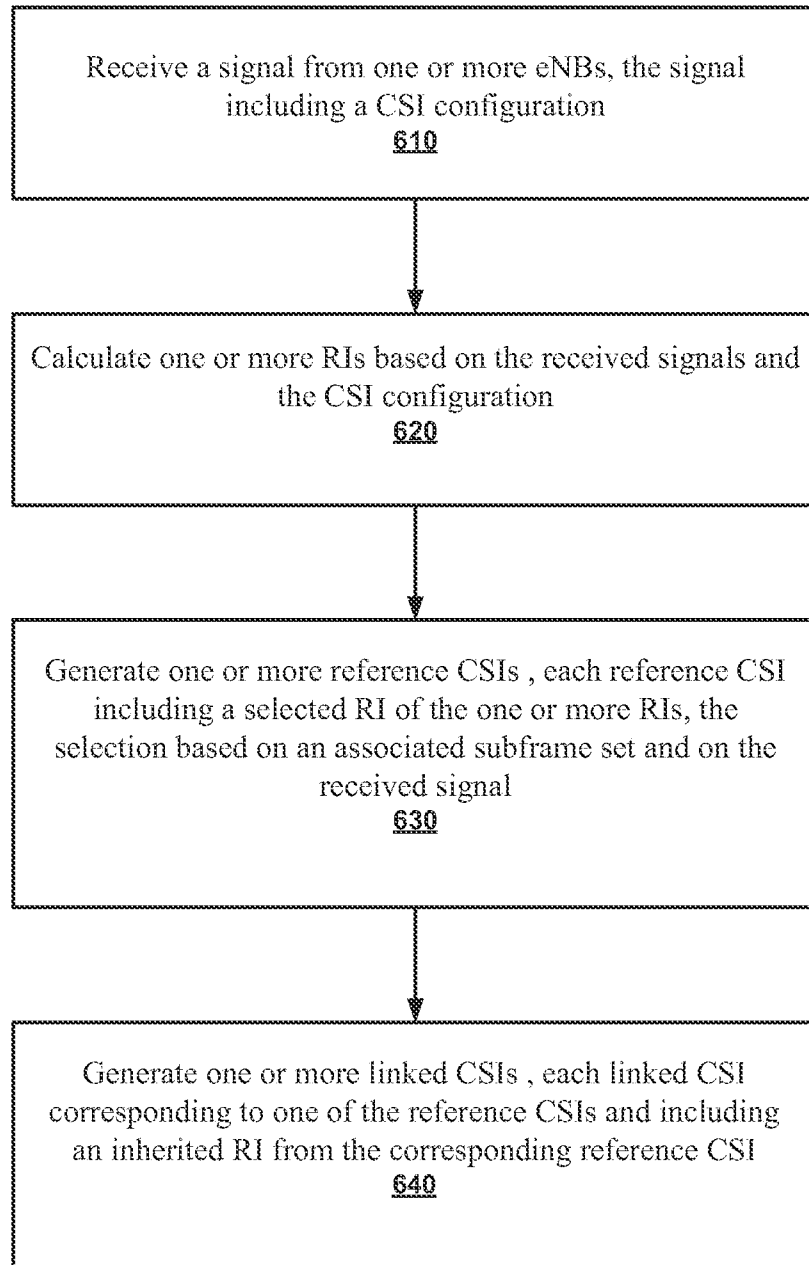 Receive a signal from one or more eNBs, the signal
including a CSI configuration
610
Calculate one or more RIs based on the received signals and
the CSI configuration
620
Generate one or more reference CSIs , each reference CSI
including a selected RI of the one or more RIs, the
selection based on an associated subframe set and on the
received signal
630
Generate one or more linked CSIs , each linked CSI
corresponding to one of the reference CSIs and including
an inherited RI from the corresponding reference CSI
640